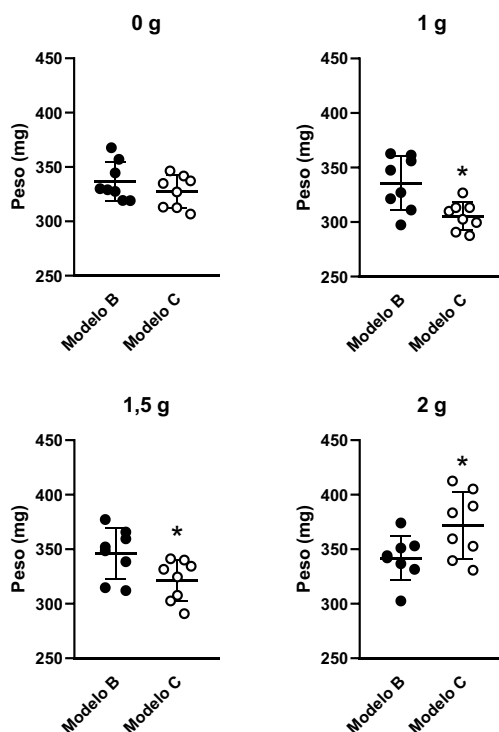 0 g
450
400
350
300
250
Peso (mg)
Modelo B
Modelo C
1 g
450
400
350
300
250
Peso (mg)
*
Modelo B
Modelo C
1,5 g
450
400
350
300
250
Peso (mg)
*
Modelo B
Modelo C
2 g
450
400
350
300
250
Peso (mg)
*
Modelo B
Modelo C